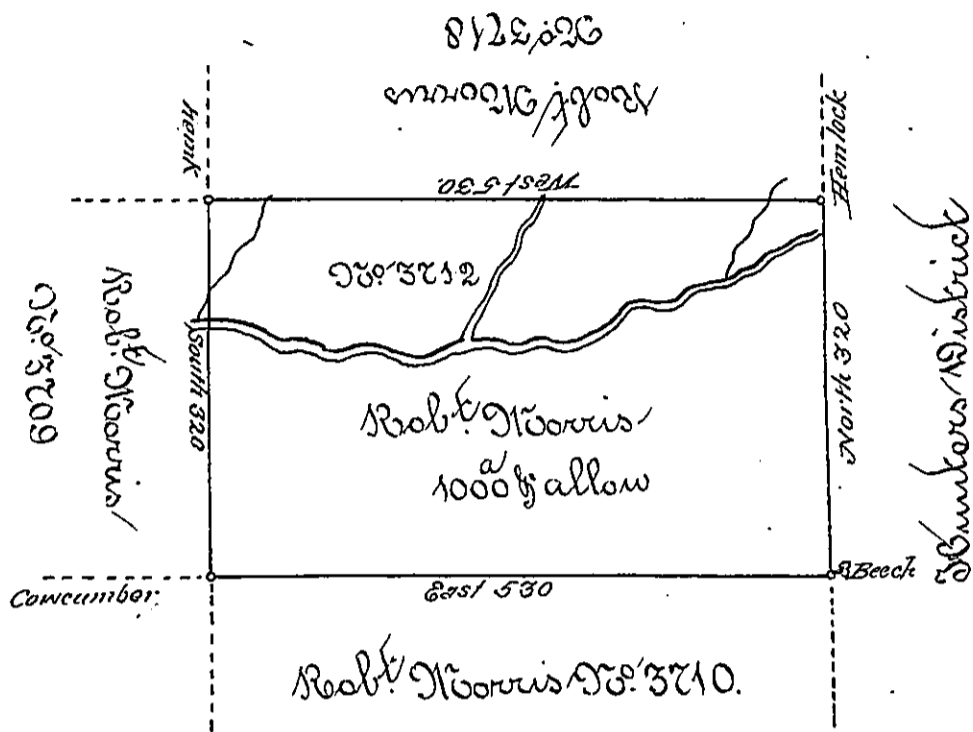 No. 3718
Robt. Morris
hemk
Hemlock
West 530.
No. 3712
No. 3709
Robt. Morris
South 320
North 320
Robt. Morris
1000a & allow
Hunters District
Cowcumber.
East 530
Beech
Robt. Morris No. 3710.